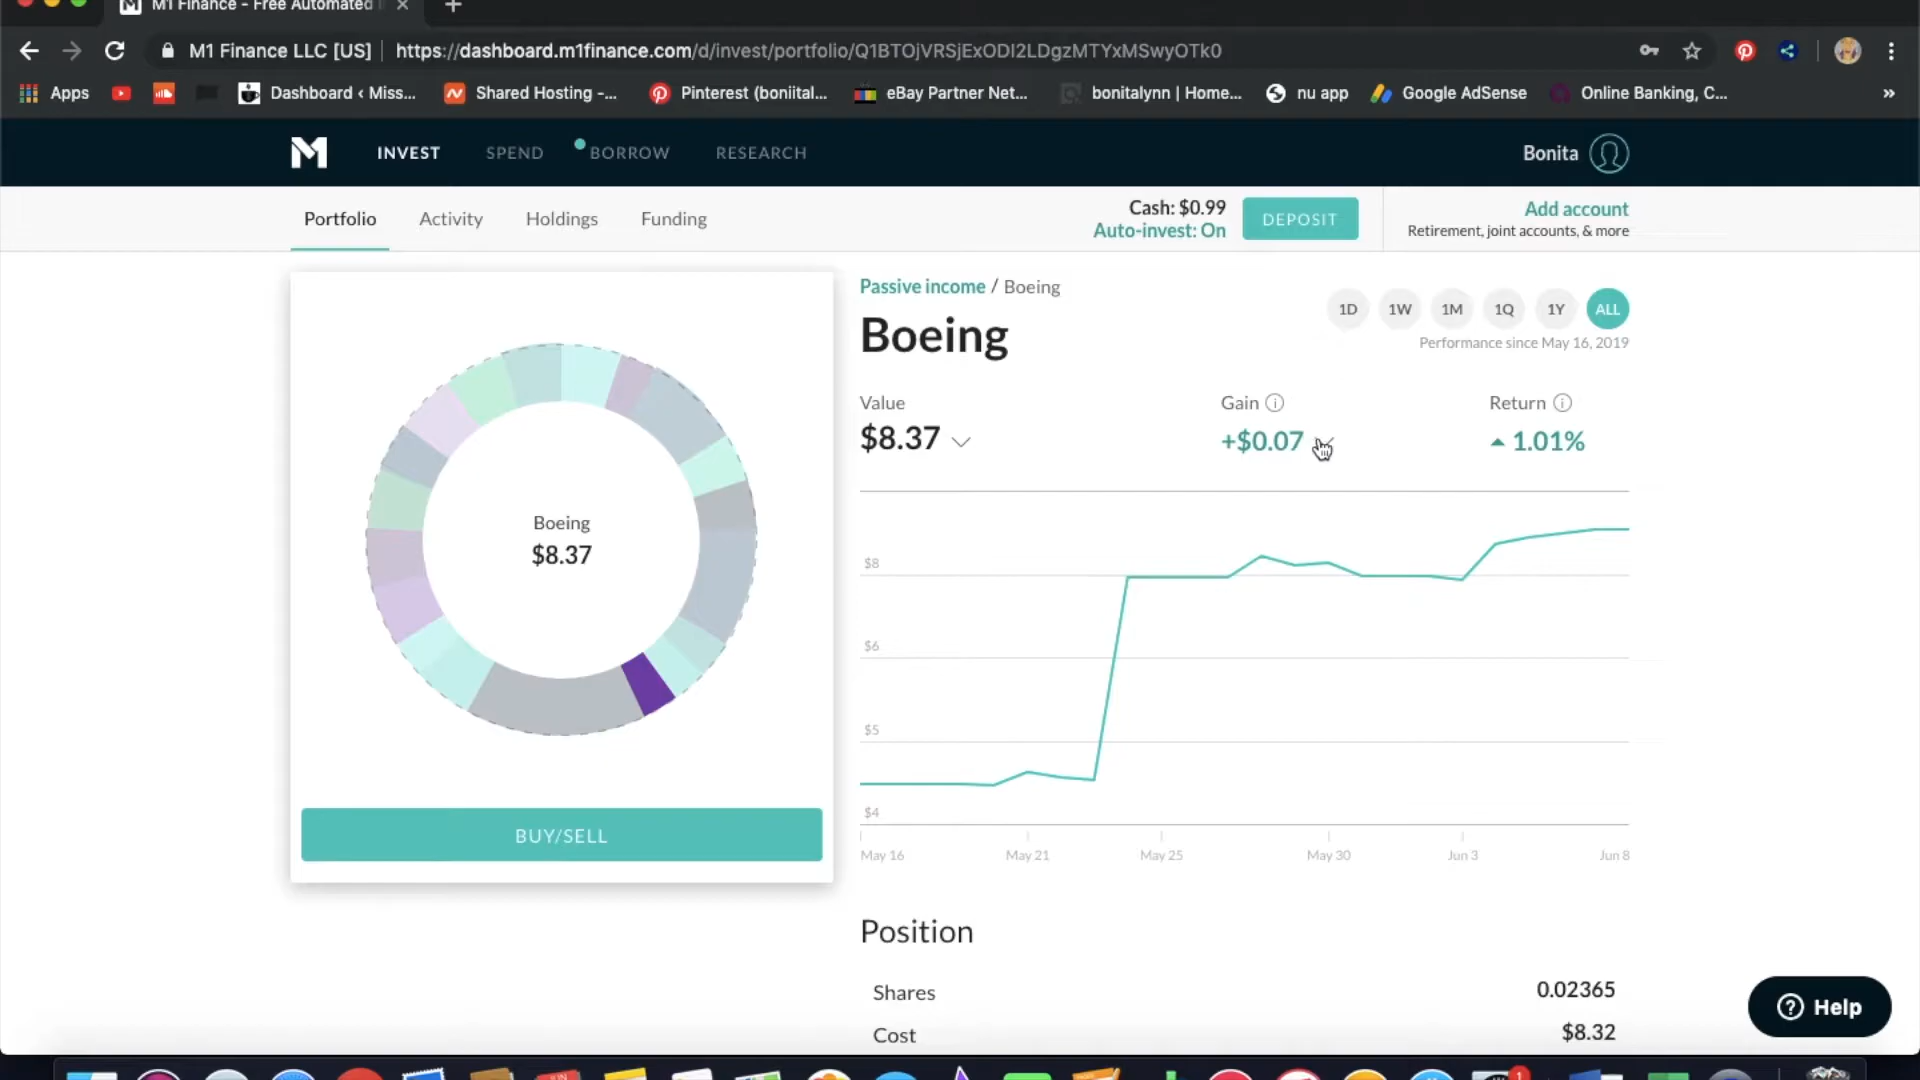 M1 Finance - Free Automated
M1 Finance LLC [US] https://dashboard.m1finance.com/d/invest/portfolio/Q1BTOjVRSjExODI2LDgzMTYxMSwyOTk0
Apps Dashboard ‹ Miss... Shared Hosting -... Pinterest (boniital... eBay Partner Net... bonitalynn | Home... nu app Google AdSense Online Banking, C... »
INVEST SPEND BORROW RESEARCH Bonita
Portfolio Activity Holdings Funding
Cash: $0.99
Auto-invest: On
DEPOSIT
Add account
Retirement, joint accounts, & more
Boeing
$8.37
BUY/SELL
Passive income / Boeing
Boeing
1D 1W 1M 1Q 1Y ALL
Performance since May 16, 2019
Value Gain Return
$8.37 +$0.07 1.01%
$8
$6
$5
$4
May 16 May 21 May 25 May 30 Jun 3 Jun 8
Position
Shares 0.02365
Cost $8.32
Help